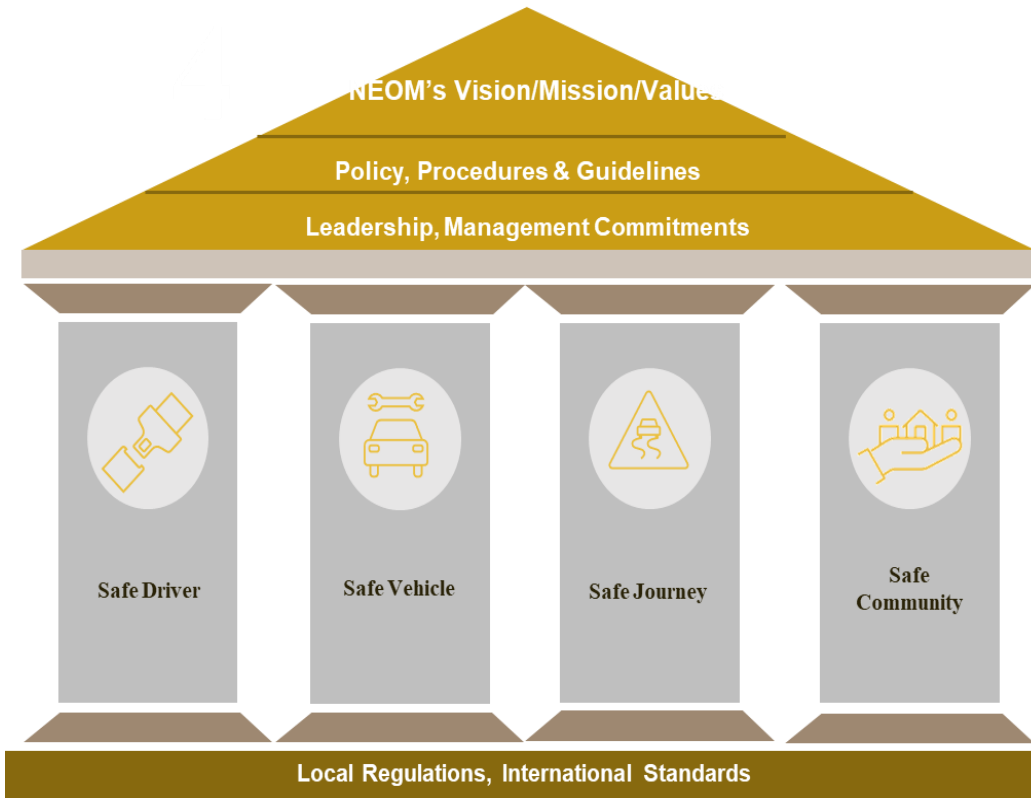 NEOM’s Vision/Mission/Values
Policy, Procedures & Guidelines
Leadership, Management Commitments
Safe Driver
Safe Vehicle
Safe Journey
Safe
Community
Local Regulations, International Standards